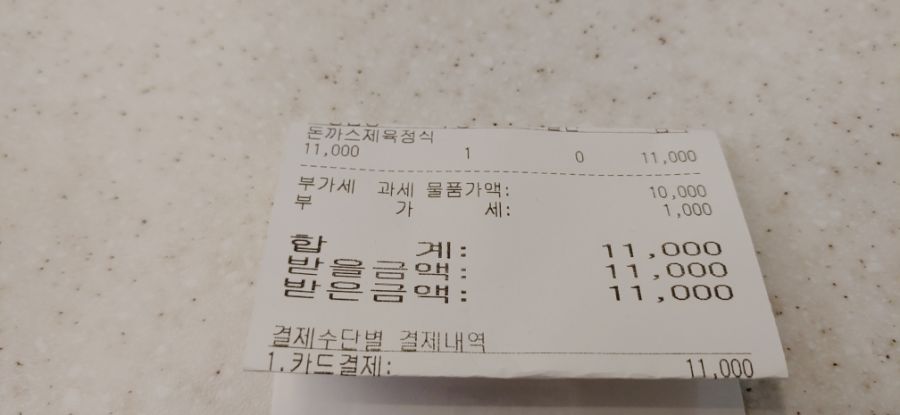 돈까스제육정식
11,000 1 0 11,000
부가세 과세 물품가액: 10,000
부 가 세: 1,000
합 계: 11,000
받을금액: 11,000
받은금액: 11,000
결제수단별 결제내역
1.카드결제: 11,000